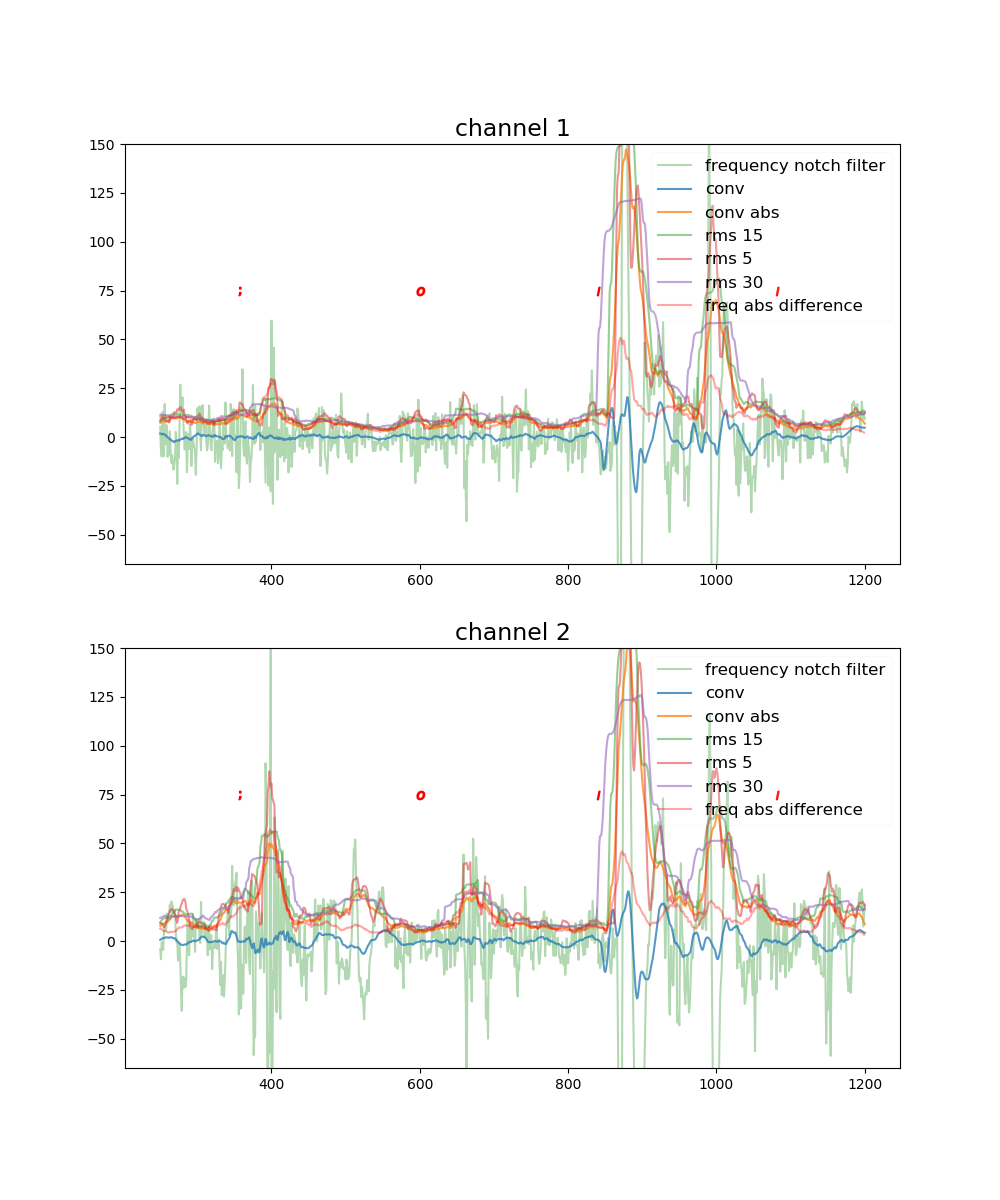 channel 1
150
125
100
75
50
25
0
−25
−50
frequency notch filter
conv
conv abs
rms 15
rms 5
rms 30
freq abs difference
; o
400 600 800 1000 1200
channel 2
150
125
100
75
50
25
0
−25
−50
frequency notch filter
conv
conv abs
rms 15
rms 5
rms 30
freq abs difference
; o
400 600 800 1000 1200